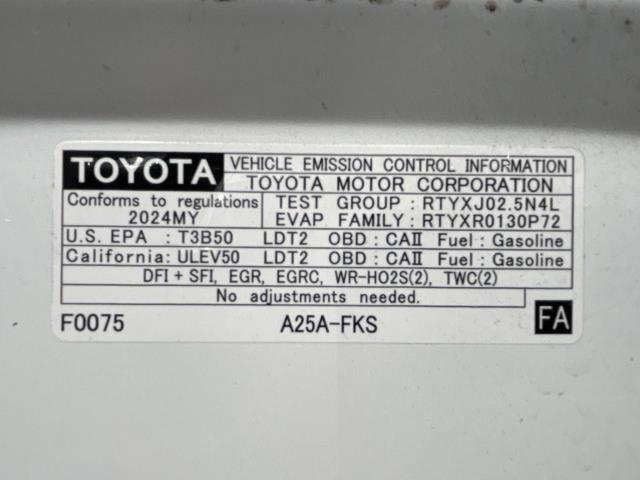 TOYOTA VEHICLE EMISSION CONTROL INFORMATION
TOYOTA MOTOR CORPORATION
Conforms to regulations TEST GROUP : RTYXJ02.5N4L
2024MY EVAP FAMILY : RTYXR0130P72
U.S. EPA : T3B50 LDT2 OBD : CAⅡ Fuel : Gasoline
California: ULEV50 LDT2 OBD : CAⅡ Fuel : Gasoline
DFI + SFI, EGR, EGRC, WR-HO2S(2), TWC(2)
No adjustments needed.
F0075 A25A-FKS FA